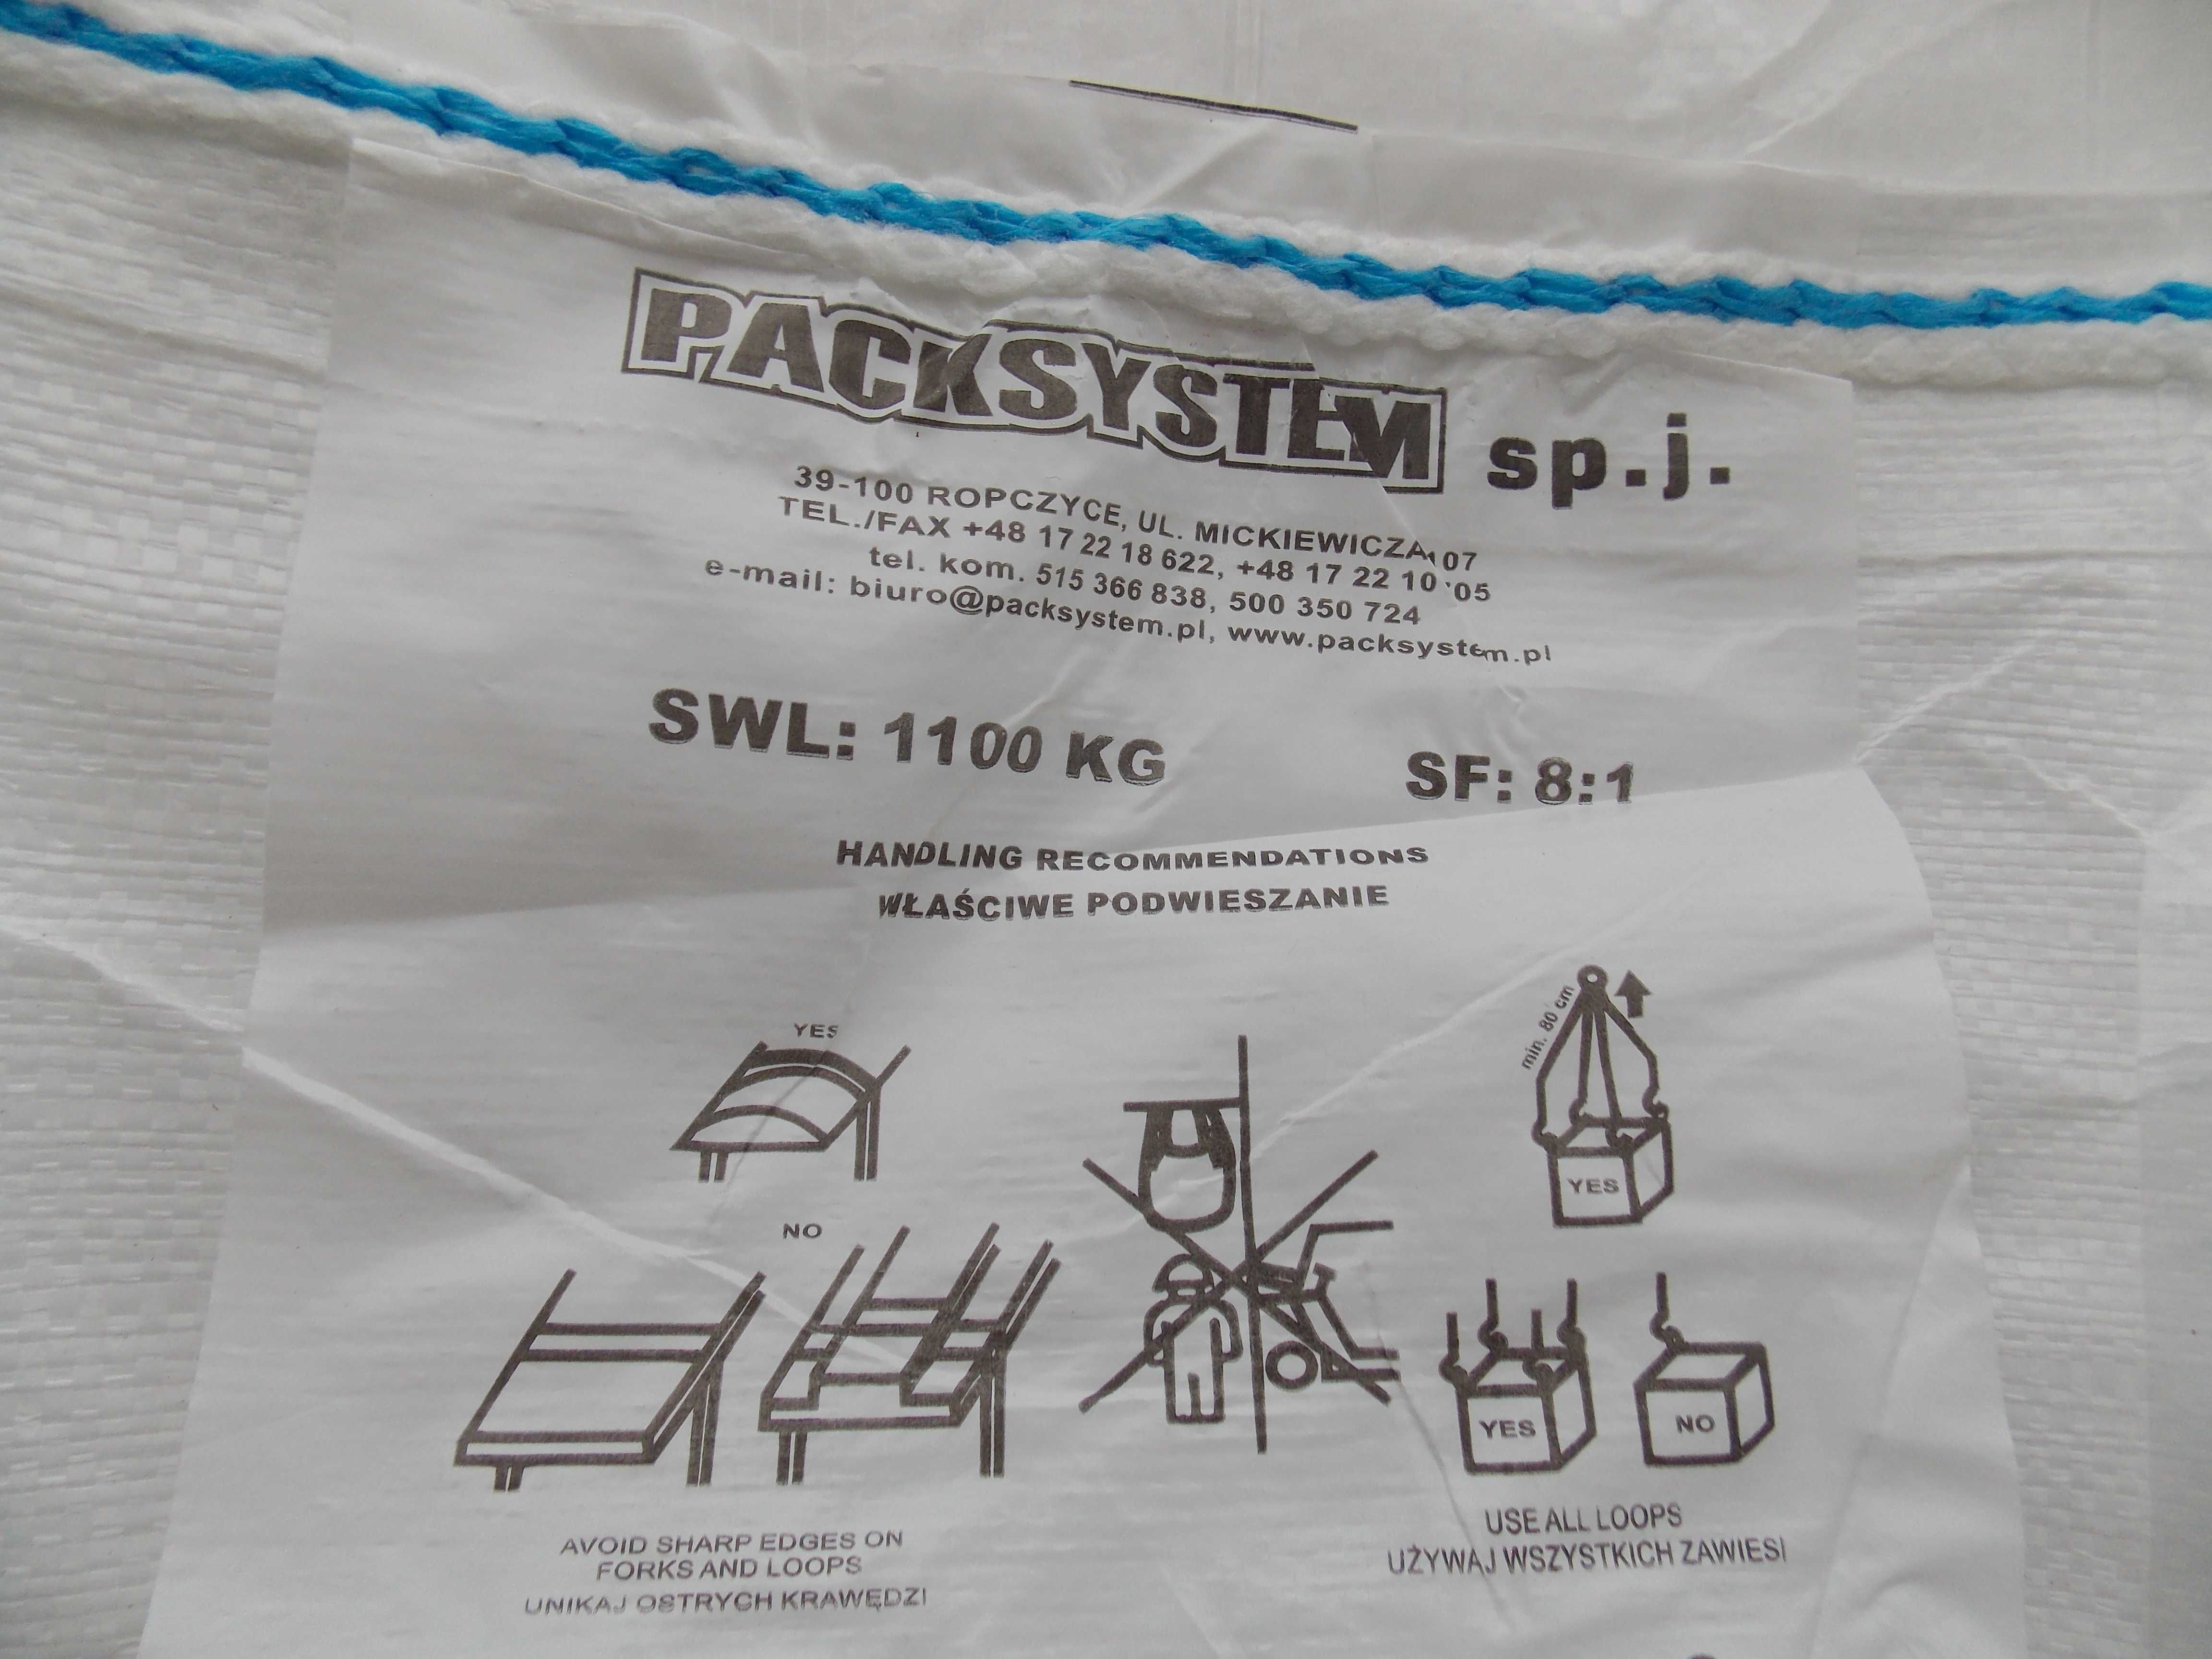 PACKSYSTEM sp.j.
39-100 ROPCZYCE, UL. MICKIEWICZA 107
TEL./FAX +48 17 22 18 622, +48 17 22 10 105
tel. kom. 515 366 838, 500 350 724
e-mail: biuro@packsystem.pl, www.packsystem.pl
SWL: 1100 KG SF: 8:1
HANDLING RECOMMENDATIONS
WŁAŚCIWE PODWIESZANIE
YES
min. 80 cm
YES
NO
YES
NO
AVOID SHARP EDGES ON
FORKS AND LOOPS
UNIKAJ OSTRYCH KRAWĘDZI
USE ALL LOOPS
UŻYWAJ WSZYSTKICH ZAWIESI